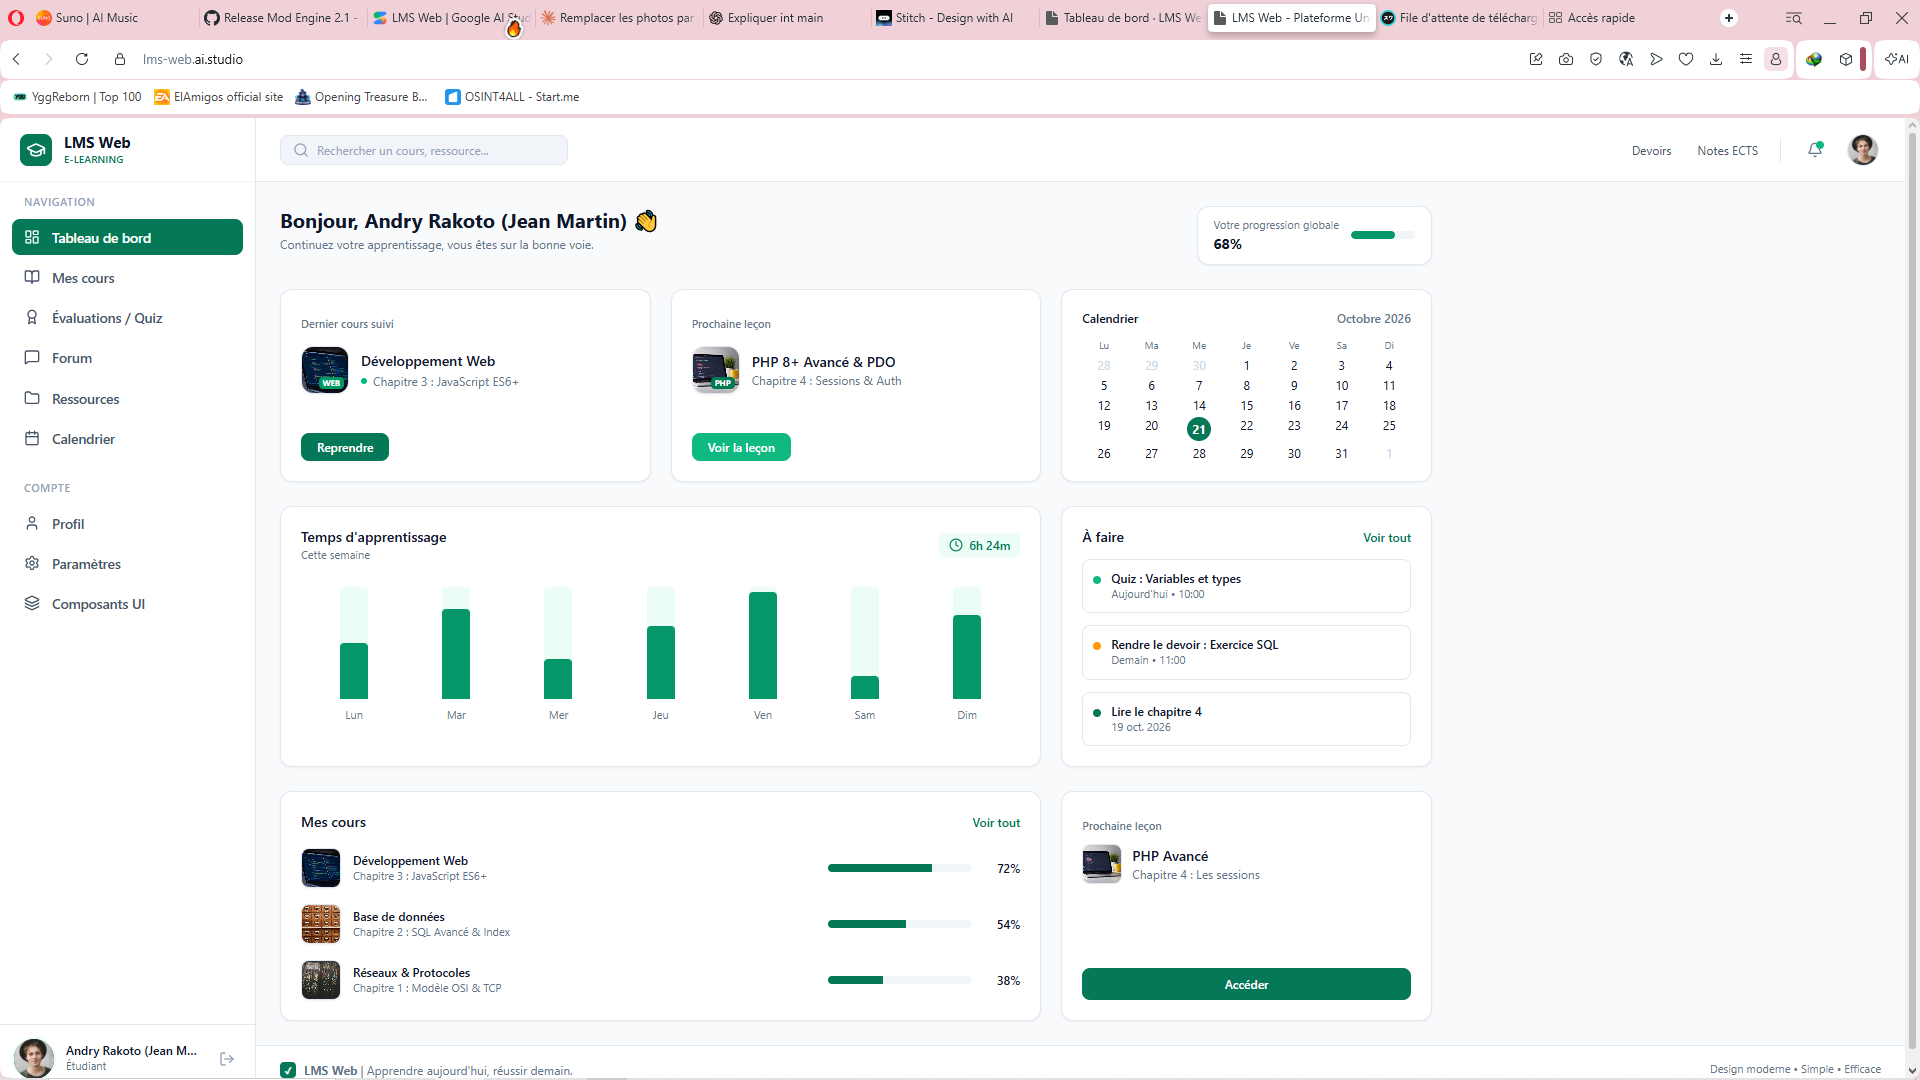 Suno | AI Music
Release Mod Engine 2.1 -
LMS Web | Google AI Stud
Remplacer les photos par
Expliquer int main
Stitch - Design with AI
Tableau de bord · LMS We
LMS Web - Plateforme Un
File d'attente de télécharg
Accès rapide
lms-web.ai.studio
AI
YggReborn | Top 100
ElAmigos official site
Opening Treasure B...
OSINT4ALL - Start.me
LMS Web
E-LEARNING
Rechercher un cours, ressource...
Devoirs
Notes ECTS
NAVIGATION
Tableau de bord
Mes cours
Évaluations / Quiz
Forum
Ressources
Calendrier
COMPTE
Profil
Paramètres
Composants UI
Andry Rakoto (Jean M...
Étudiant
Bonjour, Andry Rakoto (Jean Martin) 👋
Continuez votre apprentissage, vous êtes sur la bonne voie.
Votre progression globale
68%
Dernier cours suivi
WEB
Développement Web
Chapitre 3 : JavaScript ES6+
Reprendre
Prochaine leçon
PHP
PHP 8+ Avancé & PDO
Chapitre 4 : Sessions & Auth
Voir la leçon
Calendrier Octobre 2026
Lu Ma Me Je Ve Sa Di
28 29 30 1 2 3 4
5 6 7 8 9 10 11
12 13 14 15 16 17 18
19 20 21 22 23 24 25
26 27 28 29 30 31 1
Temps d'apprentissage
Cette semaine
6h 24m
Lun Mar Mer Jeu Ven Sam Dim
À faire Voir tout
Quiz : Variables et types
Aujourd'hui • 10:00
Rendre le devoir : Exercice SQL
Demain • 11:00
Lire le chapitre 4
19 oct. 2026
Mes cours Voir tout
Développement Web
Chapitre 3 : JavaScript ES6+
72%
Base de données
Chapitre 2 : SQL Avancé & Index
54%
Réseaux & Protocoles
Chapitre 1 : Modèle OSI & TCP
38%
Prochaine leçon
PHP Avancé
Chapitre 4 : Les sessions
Accéder
LMS Web | Apprendre aujourd'hui, réussir demain.
Design moderne • Simple • Efficace